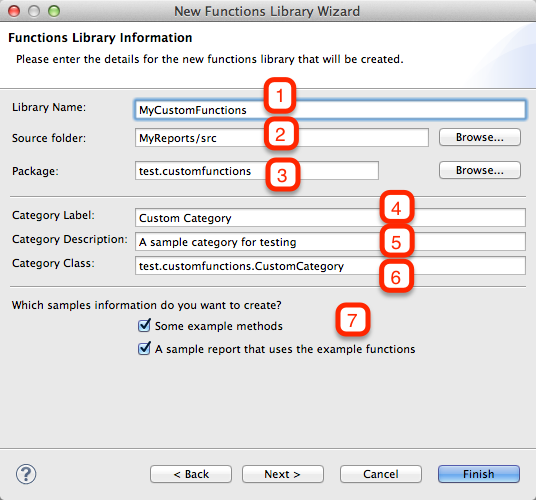 New Functions Library Wizard
Functions Library Information
Please enter the details for the new functions library that will be created.
Library Name: MyCustomFunctions 1
Source folder: MyReports/src 2 Browse...
Package: test.customfunctions 3 Browse...
Category Label: Custom Category 4
Category Description: A sample category for testing 5
Category Class: test.customfunctions.CustomCategory 6
Which samples information do you want to create? 7
Some example methods
A sample report that uses the example functions
? < Back Next > Cancel Finish